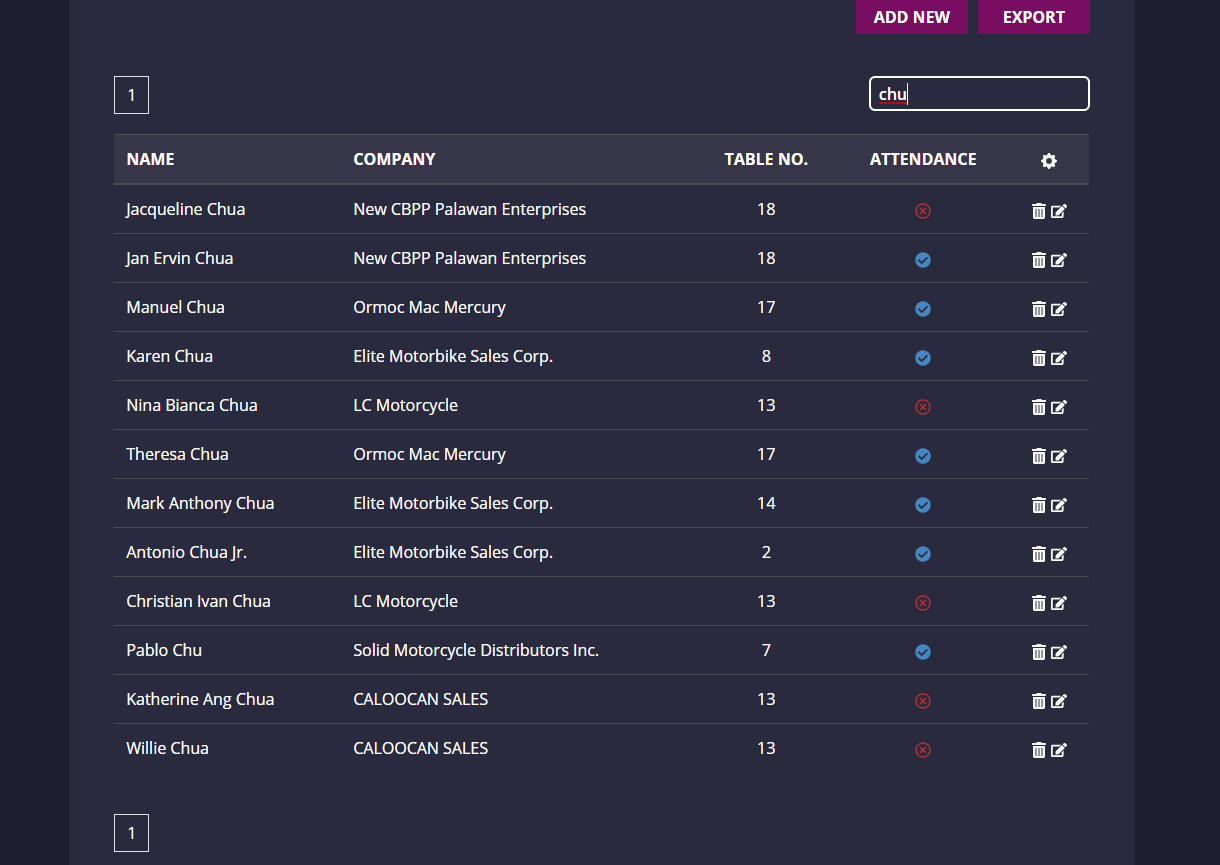 ADD NEW EXPORT
1 chu
NAME COMPANY TABLE NO. ATTENDANCE
Jacqueline Chua New CBPP Palawan Enterprises 18
Jan Ervin Chua New CBPP Palawan Enterprises 18
Manuel Chua Ormoc Mac Mercury 17
Karen Chua Elite Motorbike Sales Corp. 8
Nina Bianca Chua LC Motorcycle 13
Theresa Chua Ormoc Mac Mercury 17
Mark Anthony Chua Elite Motorbike Sales Corp. 14
Antonio Chua Jr. Elite Motorbike Sales Corp. 2
Christian Ivan Chua LC Motorcycle 13
Pablo Chu Solid Motorcycle Distributors Inc. 7
Katherine Ang Chua CALOOCAN SALES 13
Willie Chua CALOOCAN SALES 13
1